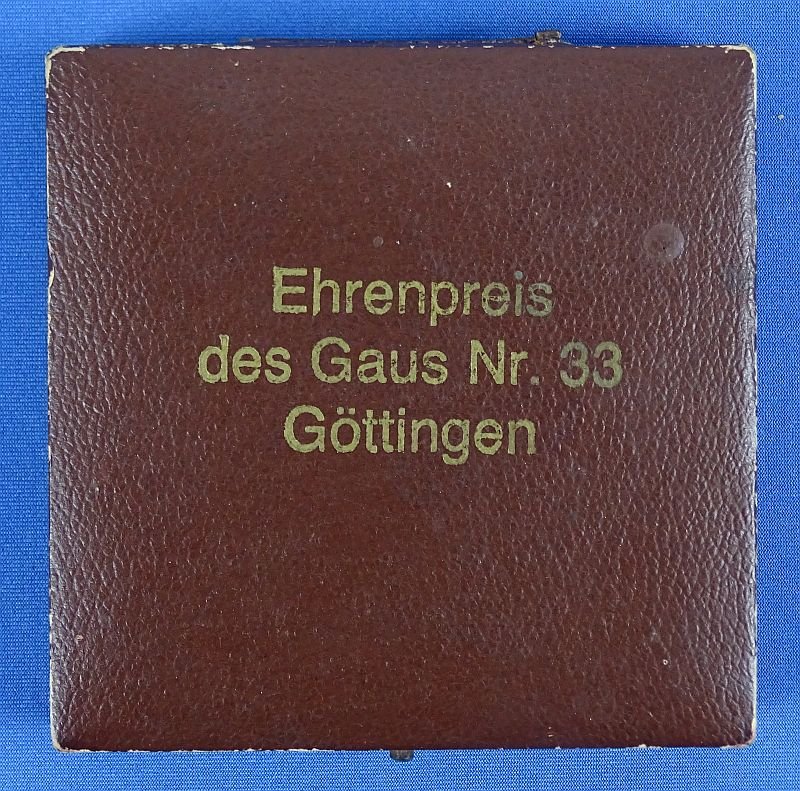 Ehrenpreis
des Gaus Nr. 33
Göttingen